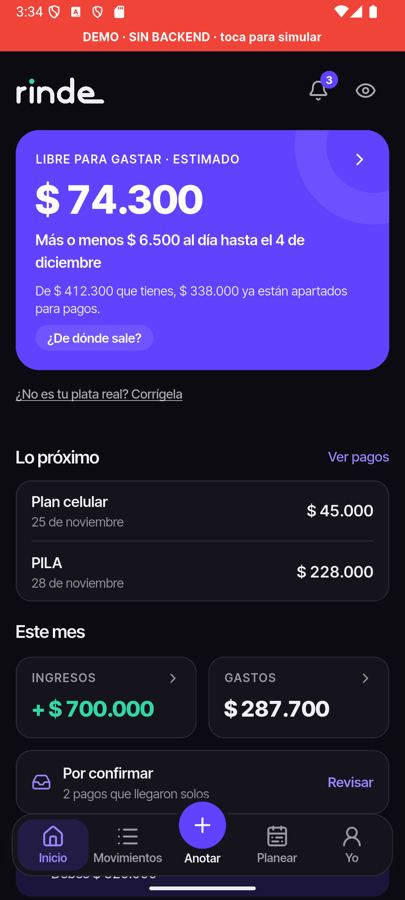 3:34
DEMO · SIN BACKEND · toca para simular
rinde
3
LIBRE PARA GASTAR · ESTIMADO
$ 74.300
Más o menos $ 6.500 al día hasta el 4 de
diciembre
De $ 412.300 que tienes, $ 338.000 ya están apartados
para pagos.
¿De dónde sale?
¿No es tu plata real? Corrígela
Lo próximo
Ver pagos
Plan celular
25 de noviembre
$ 45.000
PILA
28 de noviembre
$ 228.000
Este mes
INGRESOS
+ $ 700.000
GASTOS
$ 287.700
Por confirmar
2 pagos que llegaron solos
Revisar
Inicio
Movimientos
Anotar
Planear
Yo